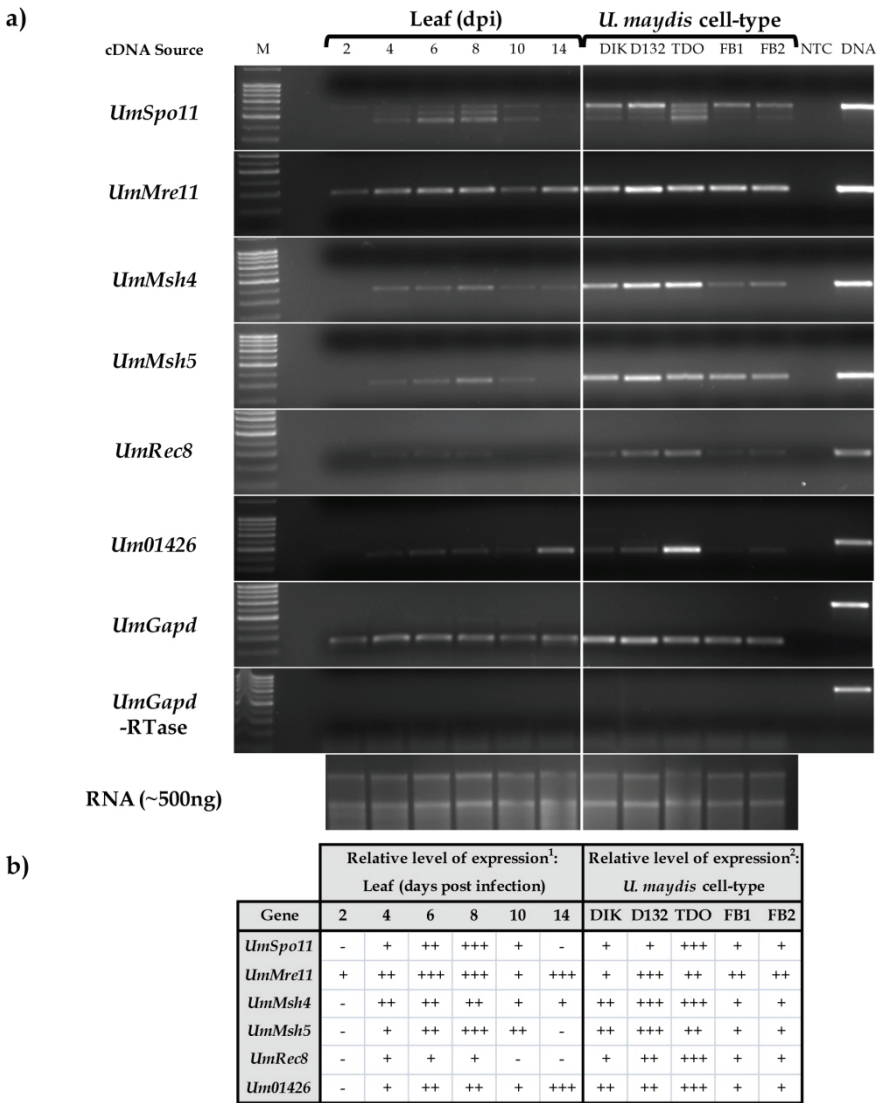 a)
Leaf (dpi) U. maydis cell-type
cDNA Source M 2 4 6 8 10 14 DIK D132 TDO FB1 FB2 NTC DNA
UmSpo11
UmMre11
UmMsh4
UmMsh5
UmRec8
Um01426
UmGapd
UmGapd
-RTase
RNA (~500ng)
b)
Relative level of expression¹: Relative level of expression²:
Leaf (days post infection) U. maydis cell-type
Gene 2 4 6 8 10 14 DIK D132 TDO FB1 FB2
UmSpo11 - + ++ +++ + - + + +++ + +
UmMre11 + ++ +++ +++ + +++ + +++ ++ ++ ++
UmMsh4 - ++ ++ ++ + + ++ +++ +++ + +
UmMsh5 - + ++ +++ ++ - ++ +++ ++ + +
UmRec8 - + + + - - + ++ +++ + +
Um01426 - + ++ ++ + +++ ++ ++ +++ + +